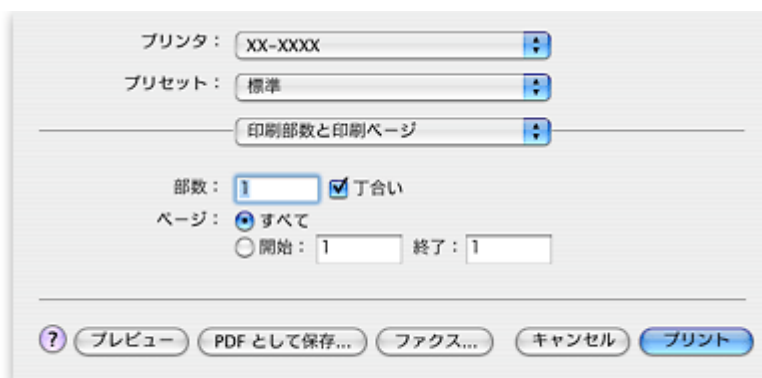 プリンタ： XX-XXXX
プリセット： 標準
印刷部数と印刷ページ
部数： 1 丁合い
ページ： すべて
開始： 1 終了： 1
? プレビュー PDF として保存... ファクス... キャンセル プリント